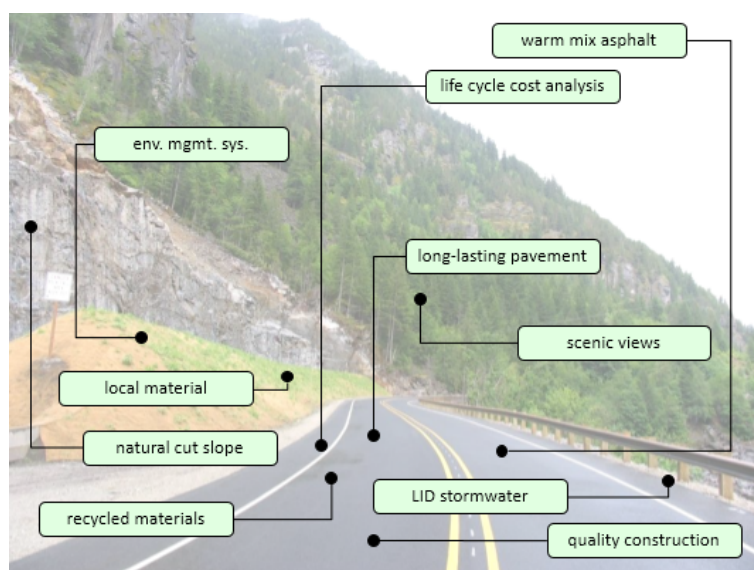 warm mix asphalt
life cycle cost analysis
env. mgmt. sys.
long-lasting pavement
scenic views
local material
natural cut slope
LID stormwater
recycled materials
quality construction